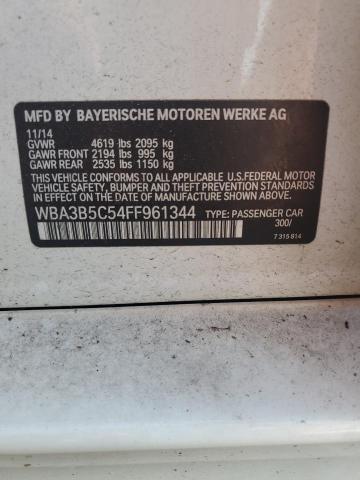 MFD BY BAYERISCHE MOTOREN WERKE AG
11/14
GVWR 4619 lbs 2095 kg
GAWR FRONT 2194 lbs 995 kg
GAWR REAR 2535 lbs 1150 kg
THIS VEHICLE CONFORMS TO ALL APPLICABLE U.S.FEDERAL MOTOR
VEHICLE SAFETY, BUMPER AND THEFT PREVENTION STANDARDS IN
EFFECT ON THE DATE OF MANUFACTURE SHOWN ABOVE.
WBA3B5C54FF961344 TYPE: PASSENGER CAR
300/
7 315 814